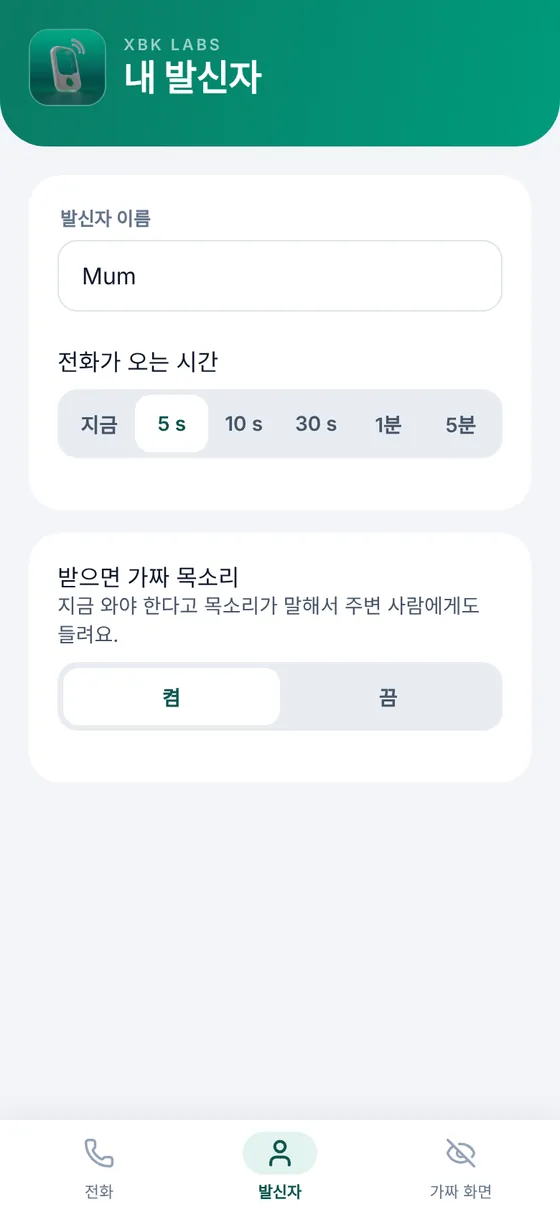 XBK LABS
내 발신자
발신자 이름
Mum
전화가 오는 시간
지금 5 s 10 s 30 s 1분 5분
받으면 가짜 목소리
지금 와야 한다고 목소리가 말해서 주변 사람에게도
들려요.
켬 끔
전화 발신자 가짜 화면